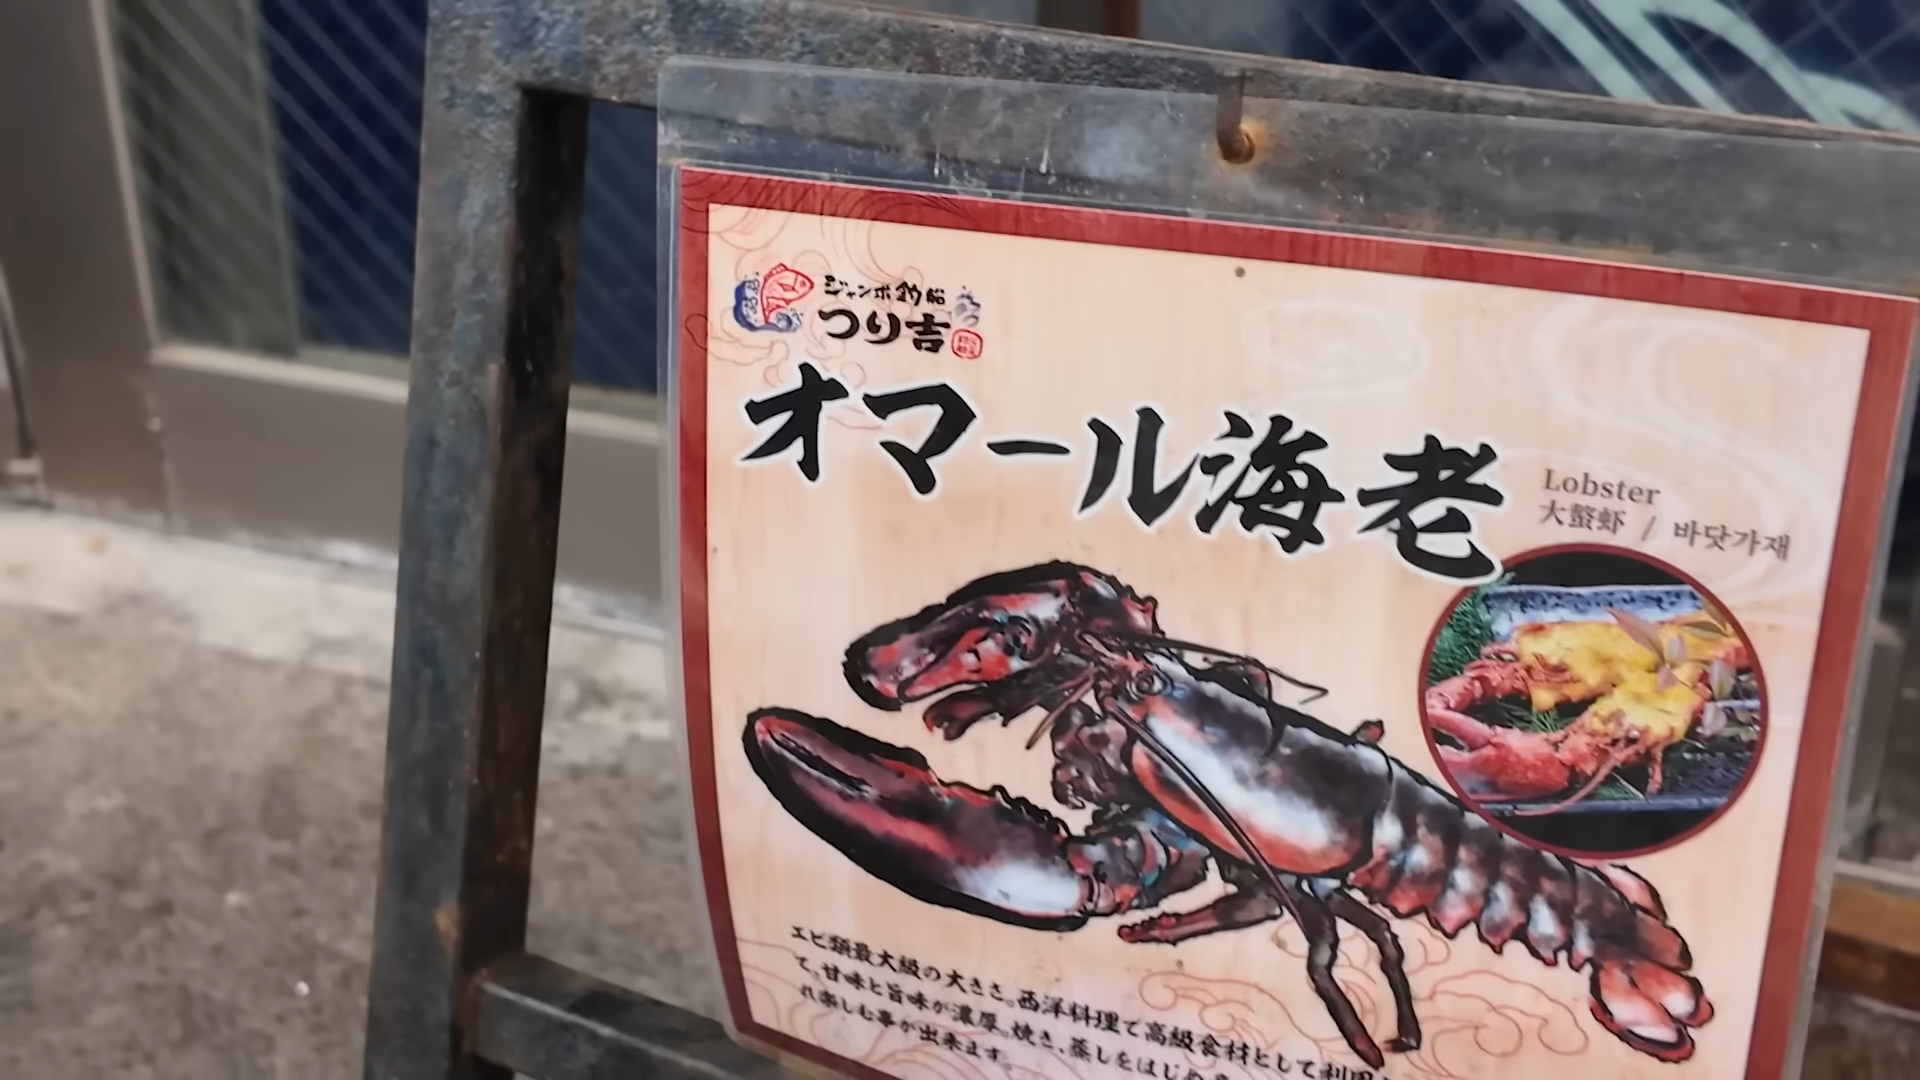 ジャンボ釣船
つり吉
オマール海老
Lobster
大螯虾 / 바닷가재
エビ類最大級の大きさ。西洋料理で高級食材として利用
て、甘味と旨味が濃厚。焼き、蒸しをはじめ
れ楽しむ事が出来ます。